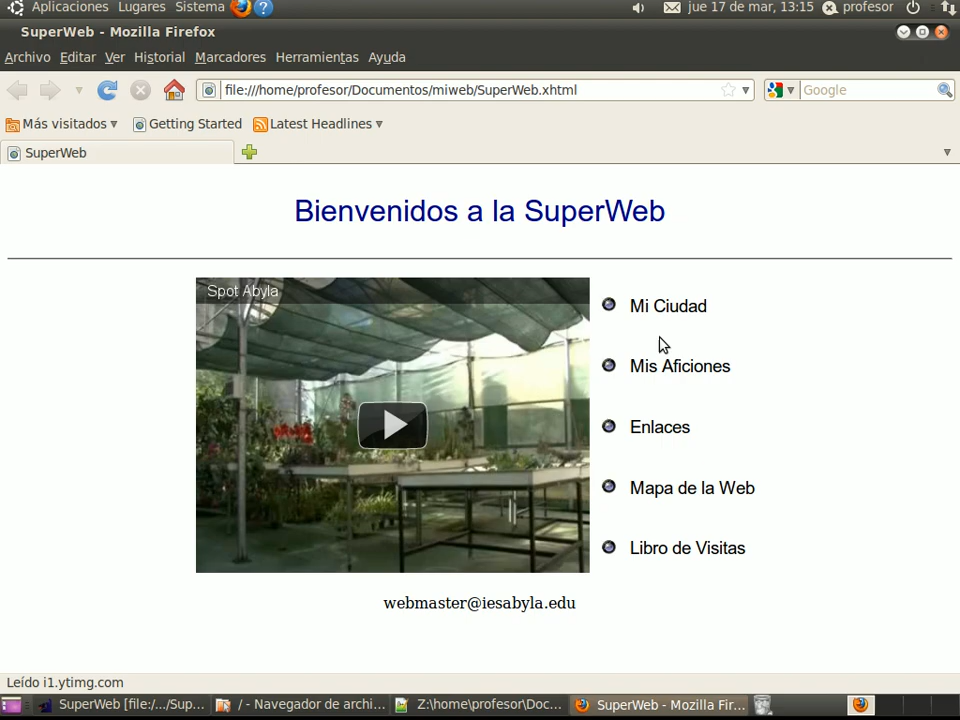 Aplicaciones Lugares Sistema jue 17 de mar, 13:15 profesor
SuperWeb - Mozilla Firefox
Archivo Editar Ver Historial Marcadores Herramientas Ayuda
file:///home/profesor/Documentos/miweb/SuperWeb.xhtml Google
Más visitados Getting Started Latest Headlines
SuperWeb
Bienvenidos a la SuperWeb
Spot Abyla
Mi Ciudad
Mis Aficiones
Enlaces
Mapa de la Web
Libro de Visitas
webmaster@iesabyla.edu
Leído i1.ytimg.com
SuperWeb [file:/.../Sup... / - Navegador de archi... Z:\home\profesor\Doc... SuperWeb - Mozilla Fir...